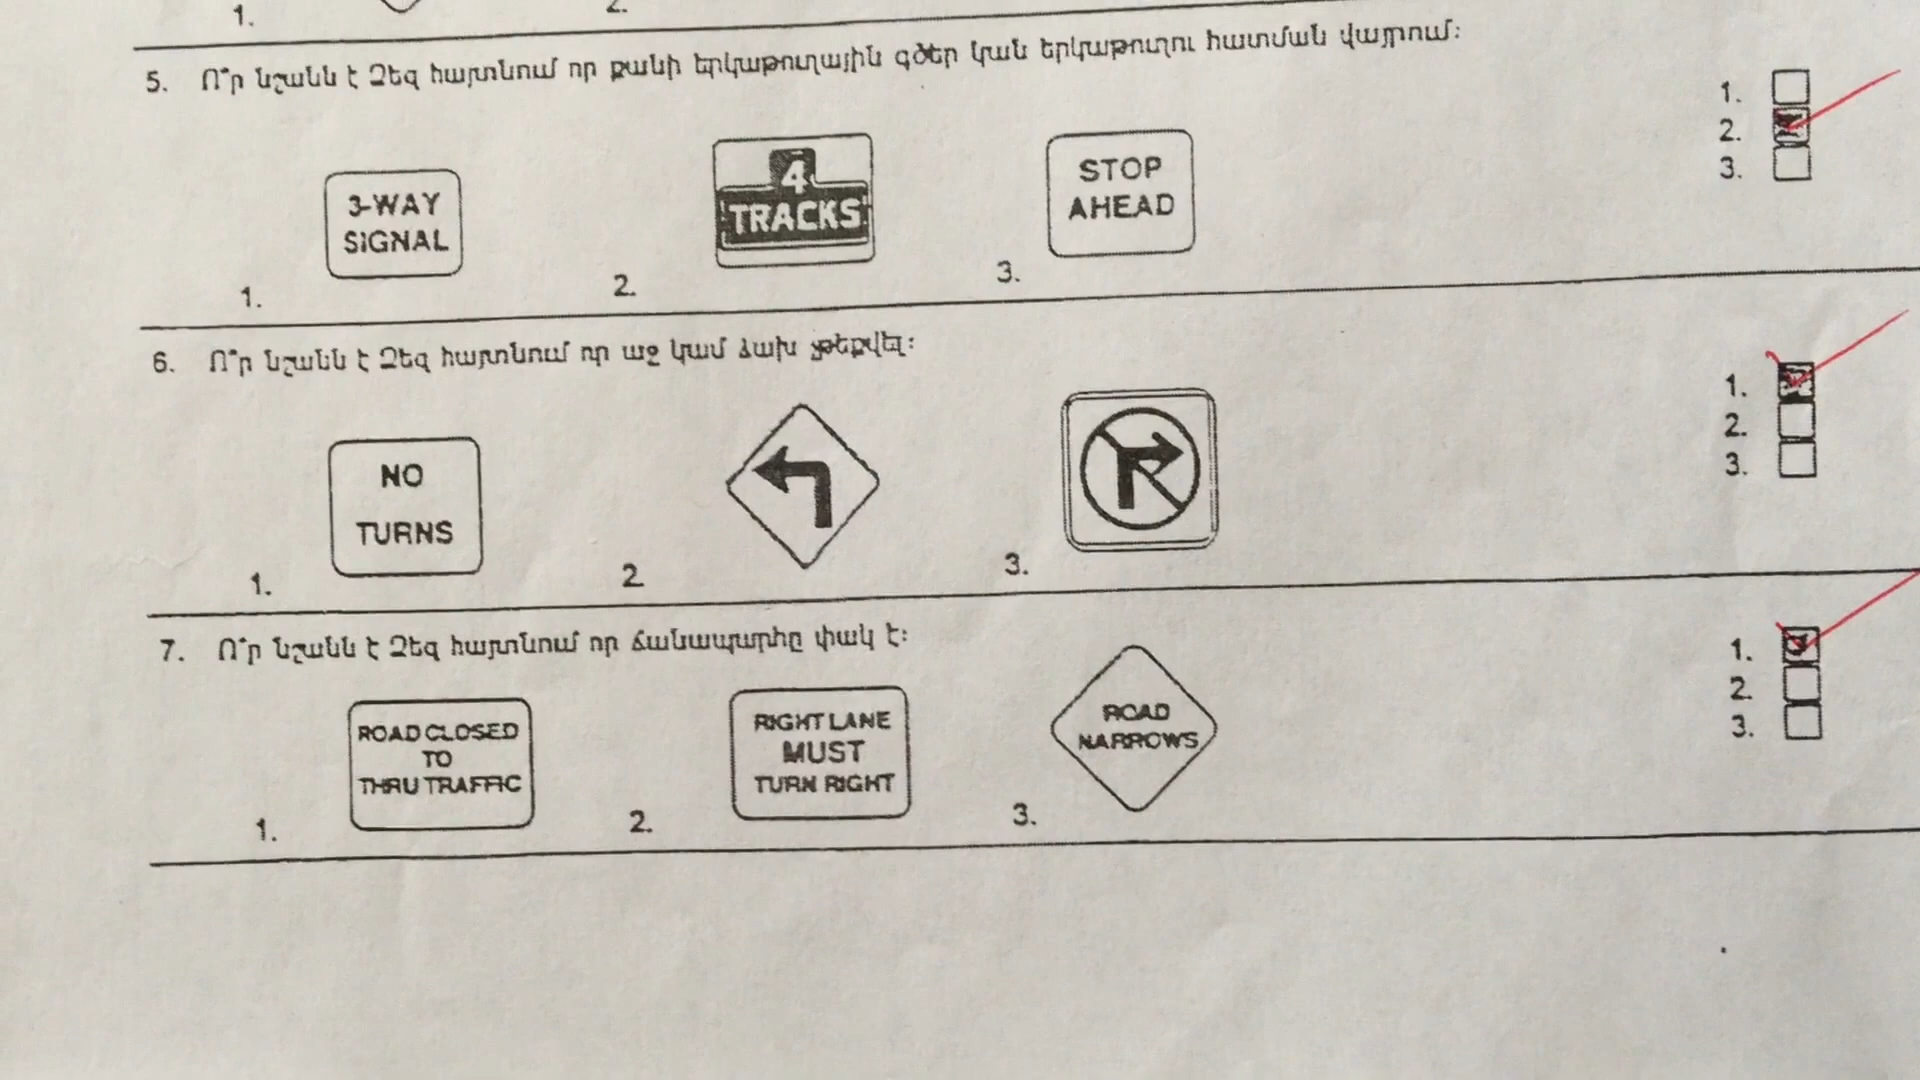 1. 2.
5. Ո՞ր նշանն է Ձեզ հայտնում որ քանի երկաթուղային գծեր կան երկաթուղու հատման վայրում:
1.
2.
3.
3-WAY
SIGNAL
1.
4
TRACKS
2.
STOP
AHEAD
3.
6. Ո՞ր նշանն է Ձեզ հայտնում որ աջ կամ ձախ չթեքվել:
1.
2.
3.
NO
TURNS
1.
2
3.
7. Ո՞ր նշանն է Ձեզ հայտնում որ ճանապարհը փակ է:
1.
2.
3.
ROAD CLOSED
TO
THRU TRAFFIC
1.
RIGHT LANE
MUST
TURN RIGHT
2.
ROAD
NARROWS
3.